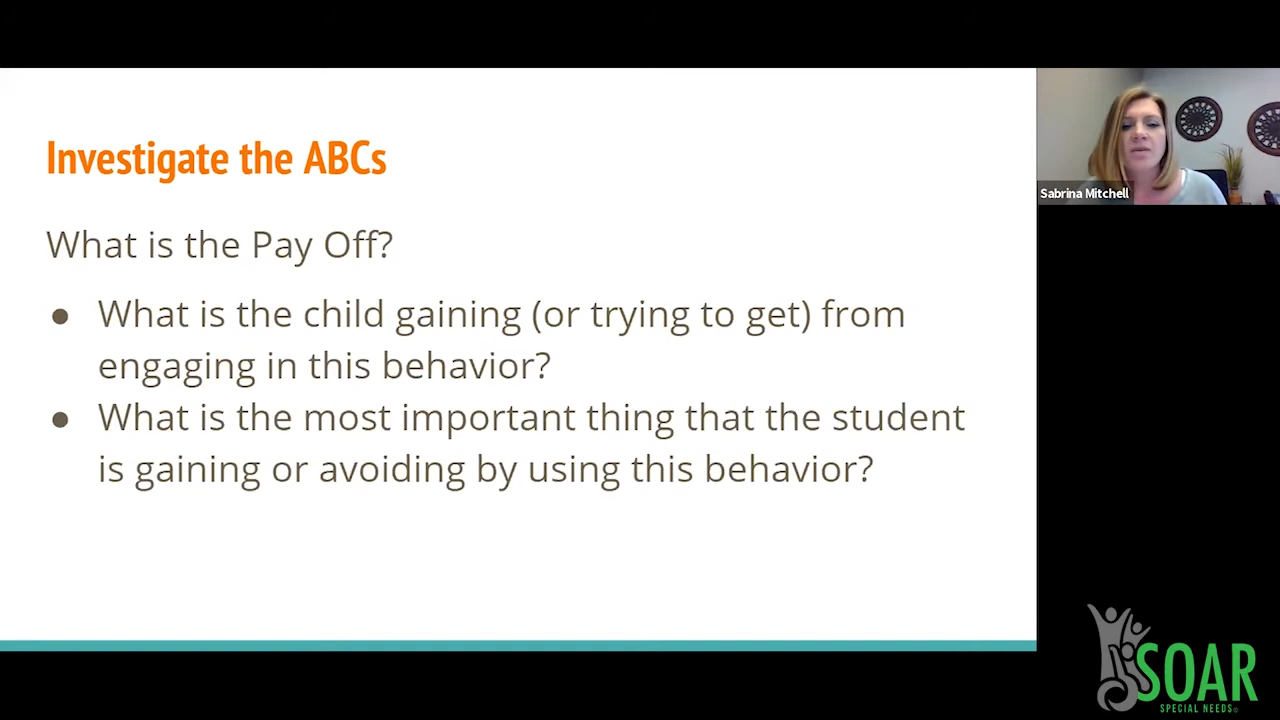 Investigate the ABCs
What is the Pay Off?
● What is the child gaining (or trying to get) from
engaging in this behavior?
● What is the most important thing that the student
is gaining or avoiding by using this behavior?
Sabrina Mitchell
SOAR
SPECIAL NEEDS